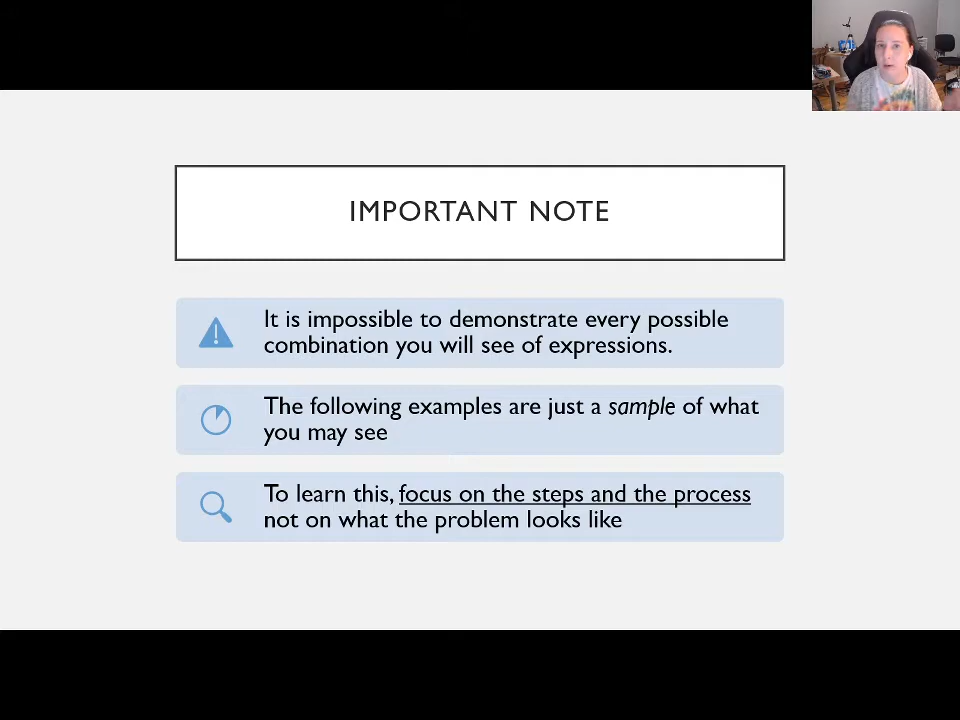 IMPORTANT NOTE
It is impossible to demonstrate every possible
combination you will see of expressions.
The following examples are just a sample of what
you may see
To learn this, focus on the steps and the process
not on what the problem looks like